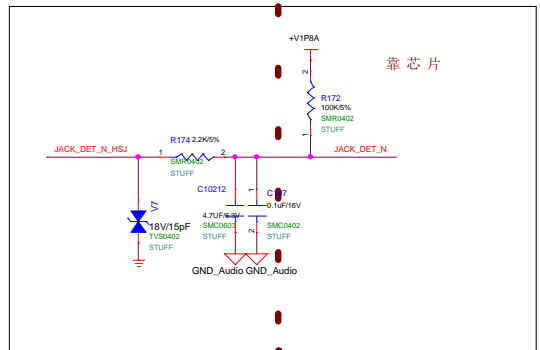 +V1P8A
靠芯片
2
R172
100K/5%
SMR0402
STUFF
1
JACK_DET_N_HSJ
R174 2.2K/5%
1
2
SMR0402
STUFF
JACK_DET_N
C10212
4.7UF/6.3V
SMC0603
STUFF
1
0.1uF/16V
SMC0402
2
STUFF
V7
18V/15pF
TVS0402
STUFF
GND_Audio GND_Audio